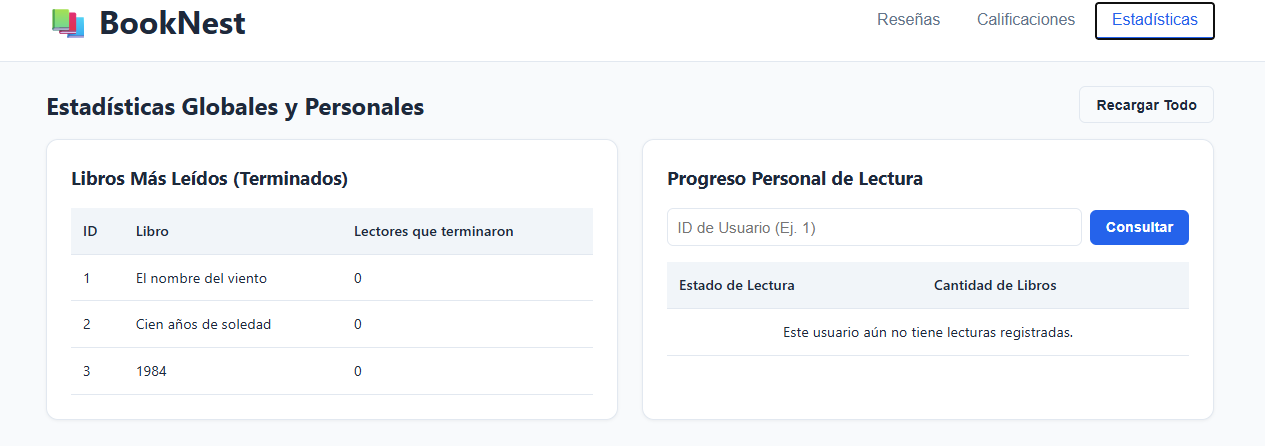 BookNest
Reseñas Calificaciones Estadísticas
Estadísticas Globales y Personales
Recargar Todo
Libros Más Leídos (Terminados)
ID Libro Lectores que terminaron
1 El nombre del viento 0
2 Cien años de soledad 0
3 1984 0
Progreso Personal de Lectura
ID de Usuario (Ej. 1)
Consultar
Estado de Lectura Cantidad de Libros
Este usuario aún no tiene lecturas registradas.